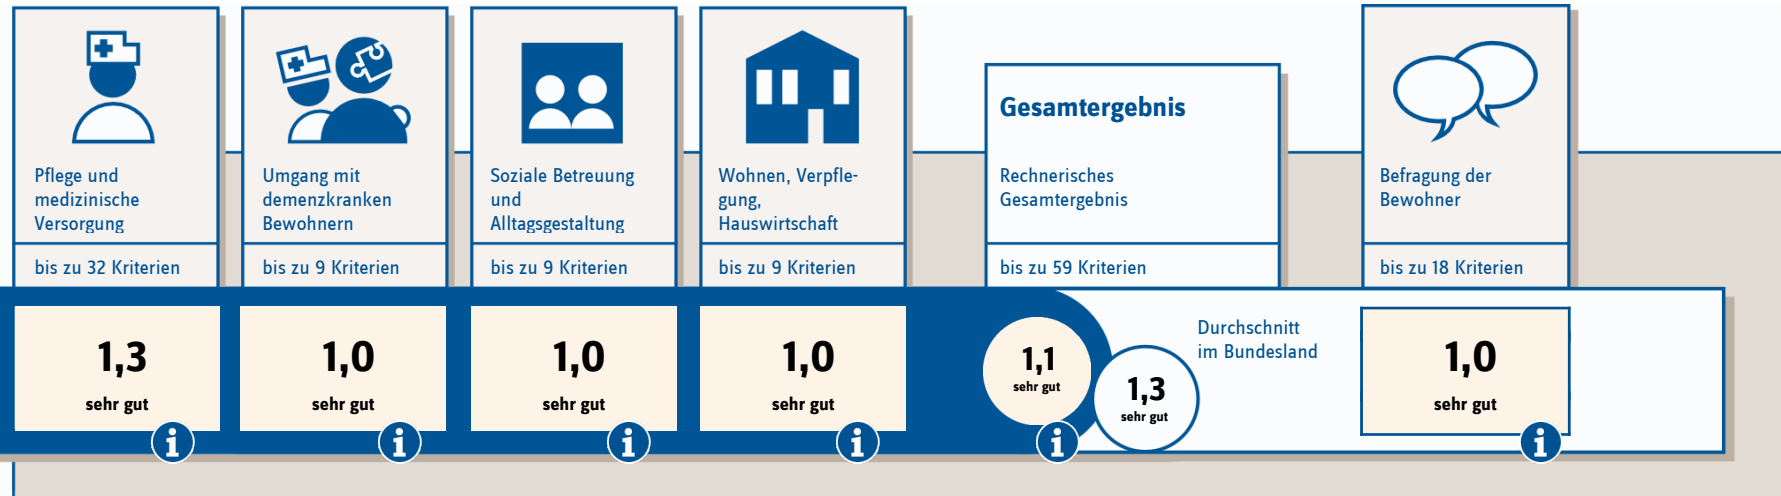 Pflege und
medizinische
Versorgung
bis zu 32 Kriterien
1,3
sehr gut
i
Umgang mit
demenzkranken
Bewohnern
bis zu 9 Kriterien
1,0
sehr gut
i
Soziale Betreuung
und
Alltagsgestaltung
bis zu 9 Kriterien
1,0
sehr gut
i
Wohnen, Verpfle-
gung,
Hauswirtschaft
bis zu 9 Kriterien
1,0
sehr gut
i
Gesamtergebnis
Rechnerisches
Gesamtergebnis
bis zu 59 Kriterien
1,1
sehr gut
i
1,3
sehr gut
Durchschnitt
im Bundesland
Befragung der
Bewohner
bis zu 18 Kriterien
1,0
sehr gut
i